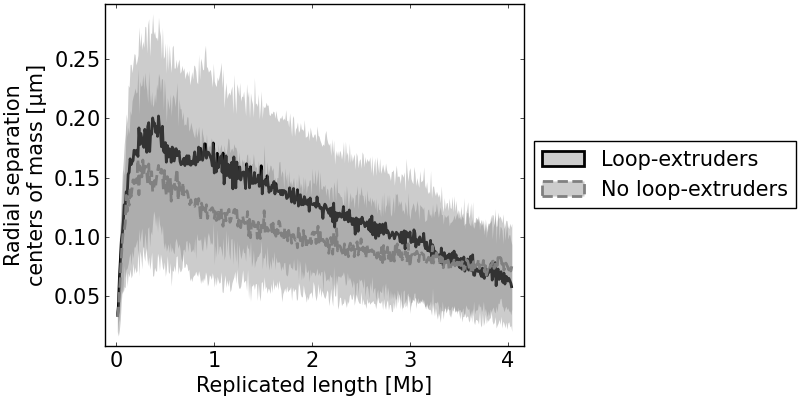 Radial separation
centers of mass [μm]
0.25
0.20
0.15
0.10
0.05
0 1 2 3 4
Replicated length [Mb]
Loop-extruders
No loop-extruders